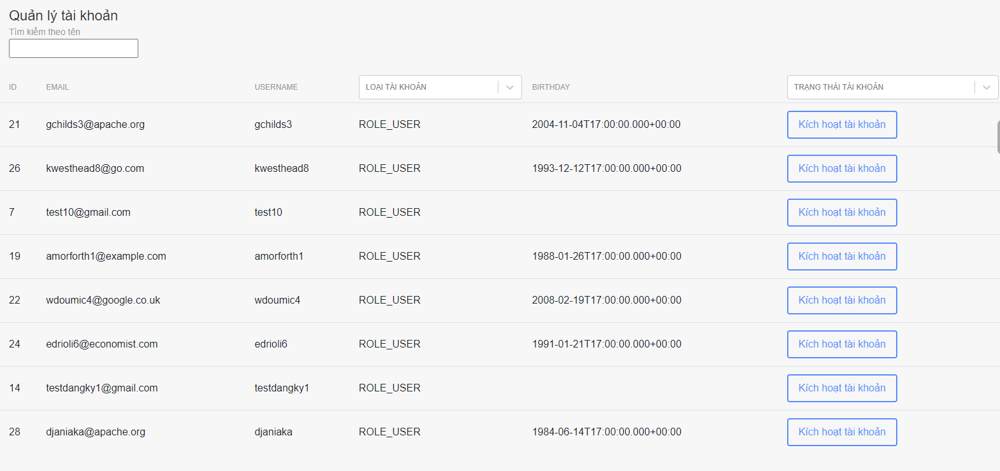 Quản lý tài khoản
Tìm kiếm theo tên
ID EMAIL USERNAME LOẠI TÀI KHOẢN BIRTHDAY TRẠNG THÁI TÀI KHOẢN
21 gchilds3@apache.org gchilds3 ROLE_USER 2004-11-04T17:00:00.000+00:00 Kích hoạt tài khoản
26 kwesthead8@go.com kwesthead8 ROLE_USER 1993-12-12T17:00:00.000+00:00 Kích hoạt tài khoản
7 test10@gmail.com test10 ROLE_USER Kích hoạt tài khoản
19 amorforth1@example.com amorforth1 ROLE_USER 1988-01-26T17:00:00.000+00:00 Kích hoạt tài khoản
22 wdoumic4@google.co.uk wdoumic4 ROLE_USER 2008-02-19T17:00:00.000+00:00 Kích hoạt tài khoản
24 edrioli6@economist.com edrioli6 ROLE_USER 1991-01-21T17:00:00.000+00:00 Kích hoạt tài khoản
14 testdangky1@gmail.com testdangky1 ROLE_USER Kích hoạt tài khoản
28 djaniaka@apache.org djaniaka ROLE_USER 1984-06-14T17:00:00.000+00:00 Kích hoạt tài khoản